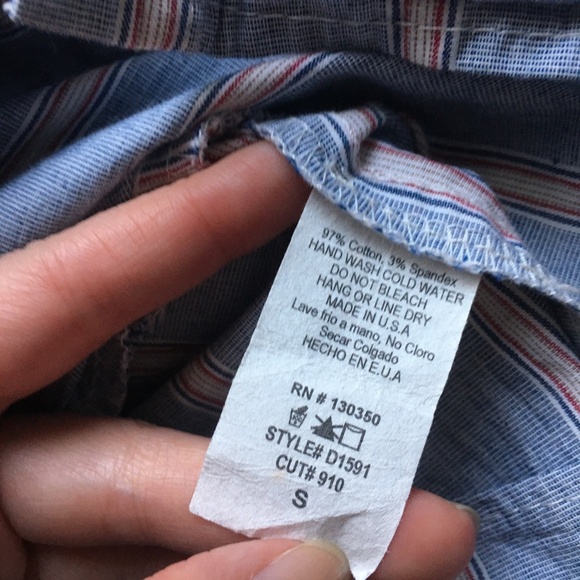 97% Cotton, 3% Spandex
HAND WASH COLD WATER
DO NOT BLEACH
HANG OR LINE DRY
MADE IN U.S.A
Lave frio a mano, No Cloro
Secar Colgado
HECHO EN E.U.A
RN # 130350
STYLE# D1591
CUT# 910
S